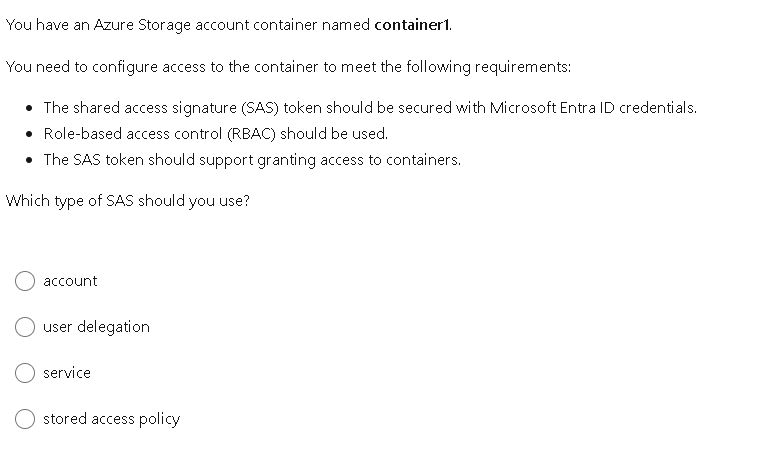 You have an Azure Storage account container named container1.
You need to configure access to the container to meet the following requirements:
• The shared access signature (SAS) token should be secured with Microsoft Entra ID credentials.
• Role-based access control (RBAC) should be used.
• The SAS token should support granting access to containers.
Which type of SAS should you use?
account
user delegation
service
stored access policy